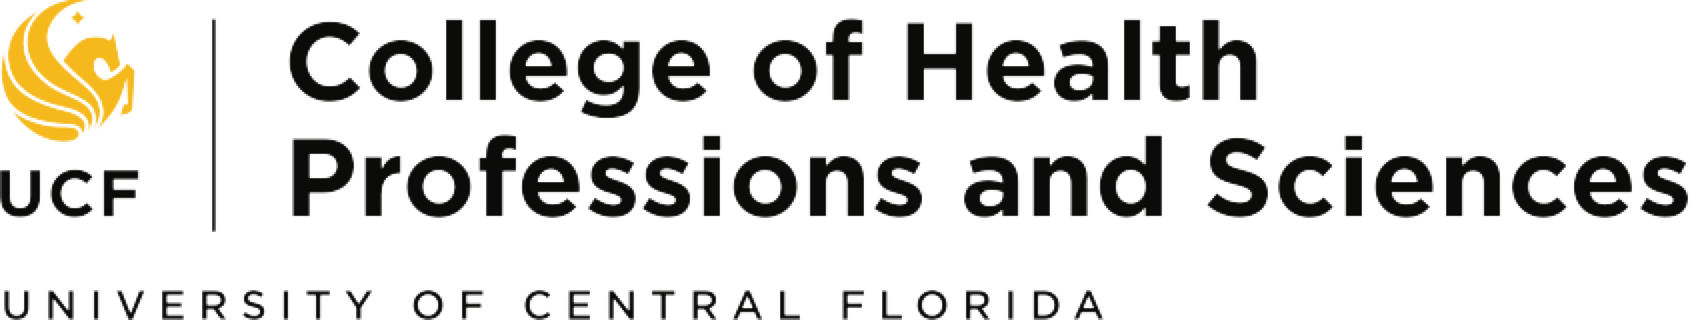 UCF
College of Health
Professions and Sciences
UNIVERSITY OF CENTRAL FLORIDA